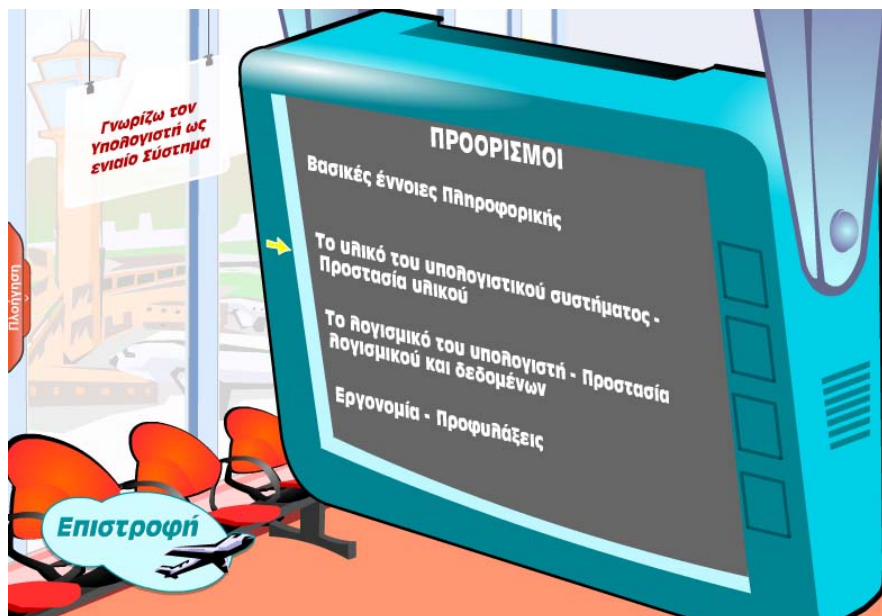 Γνωρίζω τον
Υπολογιστή ως
ενιαίο Σύστημα
ΠΡΟΟΡΙΣΜΟΙ
Βασικές έννοιες Πληροφορικής
Το υλικό του υπολογιστικού συστήματος -
Προστασία υλικού
Το λογισμικό του υπολογιστή - Προστασία
λογισμικού και δεδομένων
Εργονομία - Προφυλάξεις
Πλοήγηση
Επιστροφή